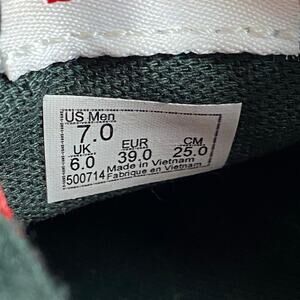 US Men
7.0
UK. EUR CM
6.0 39.0 25.0
Made in Vietnam
500714 Fabrique en Vietnam